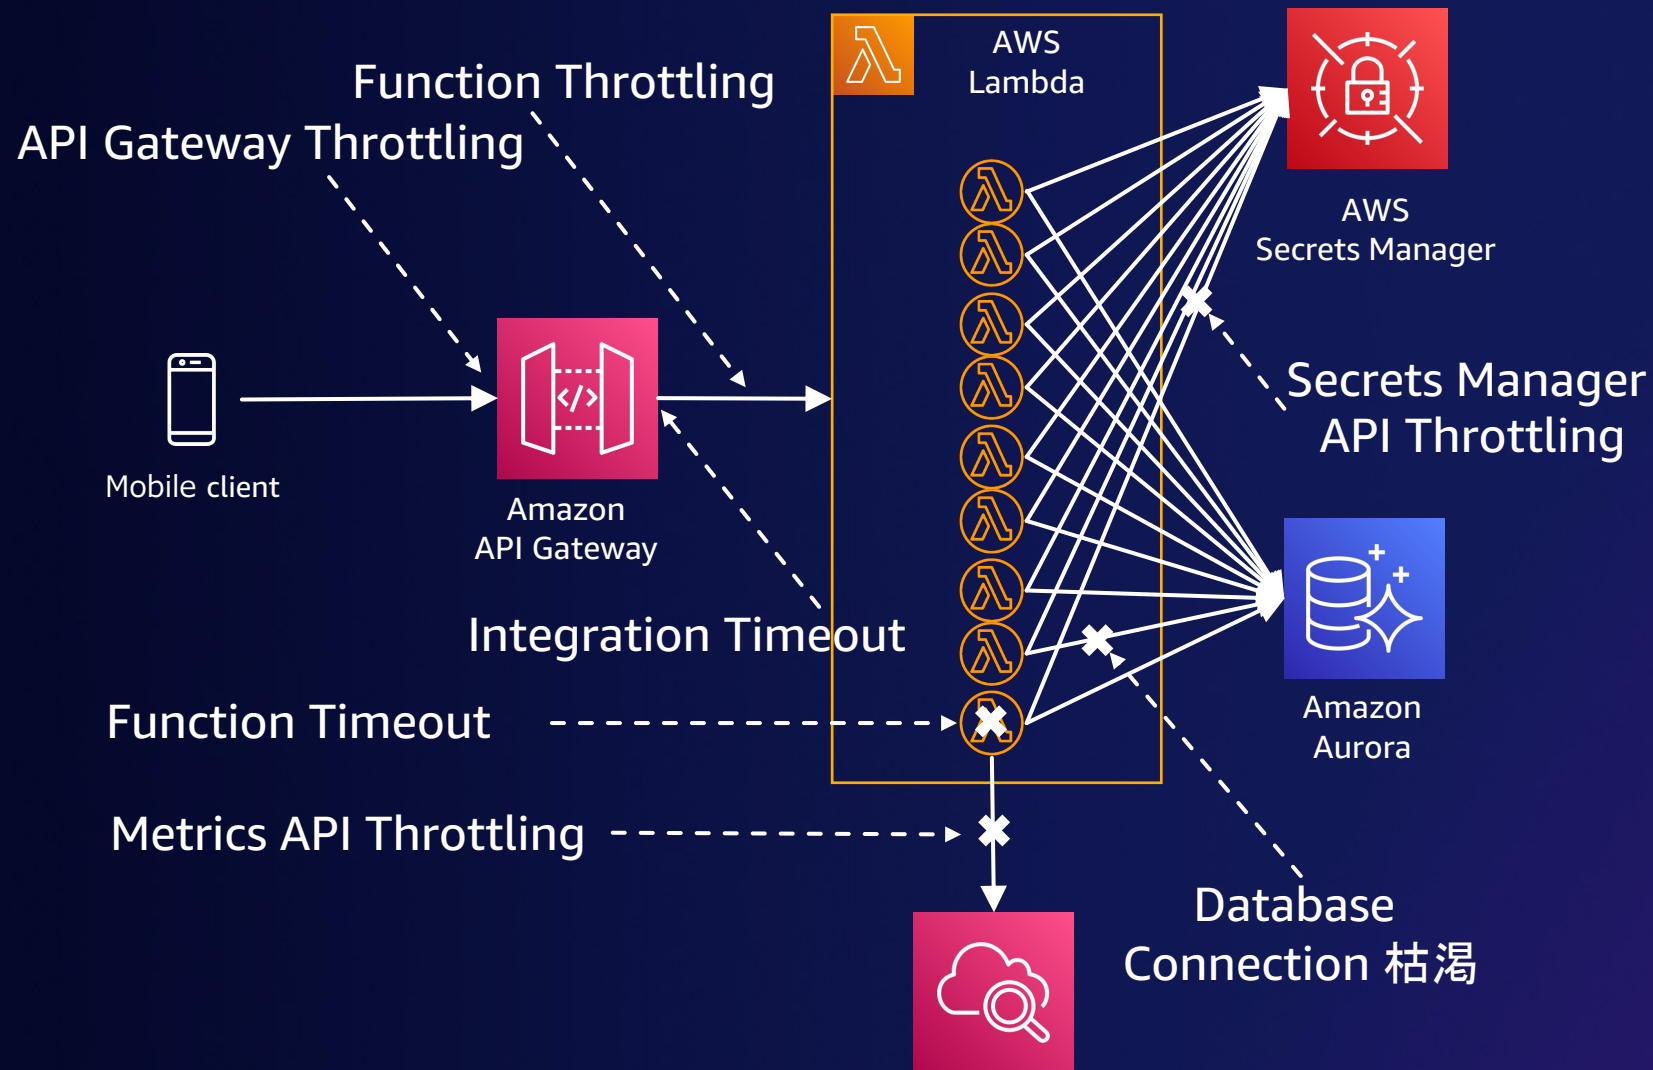 Function Throttling
API Gateway Throttling
AWS
Lambda
AWS
Secrets Manager
Secrets Manager
API Throttling
Mobile client
Amazon
API Gateway
Integration Timeout
Function Timeout
Amazon
Aurora
Metrics API Throttling
Database
Connection 枯渇